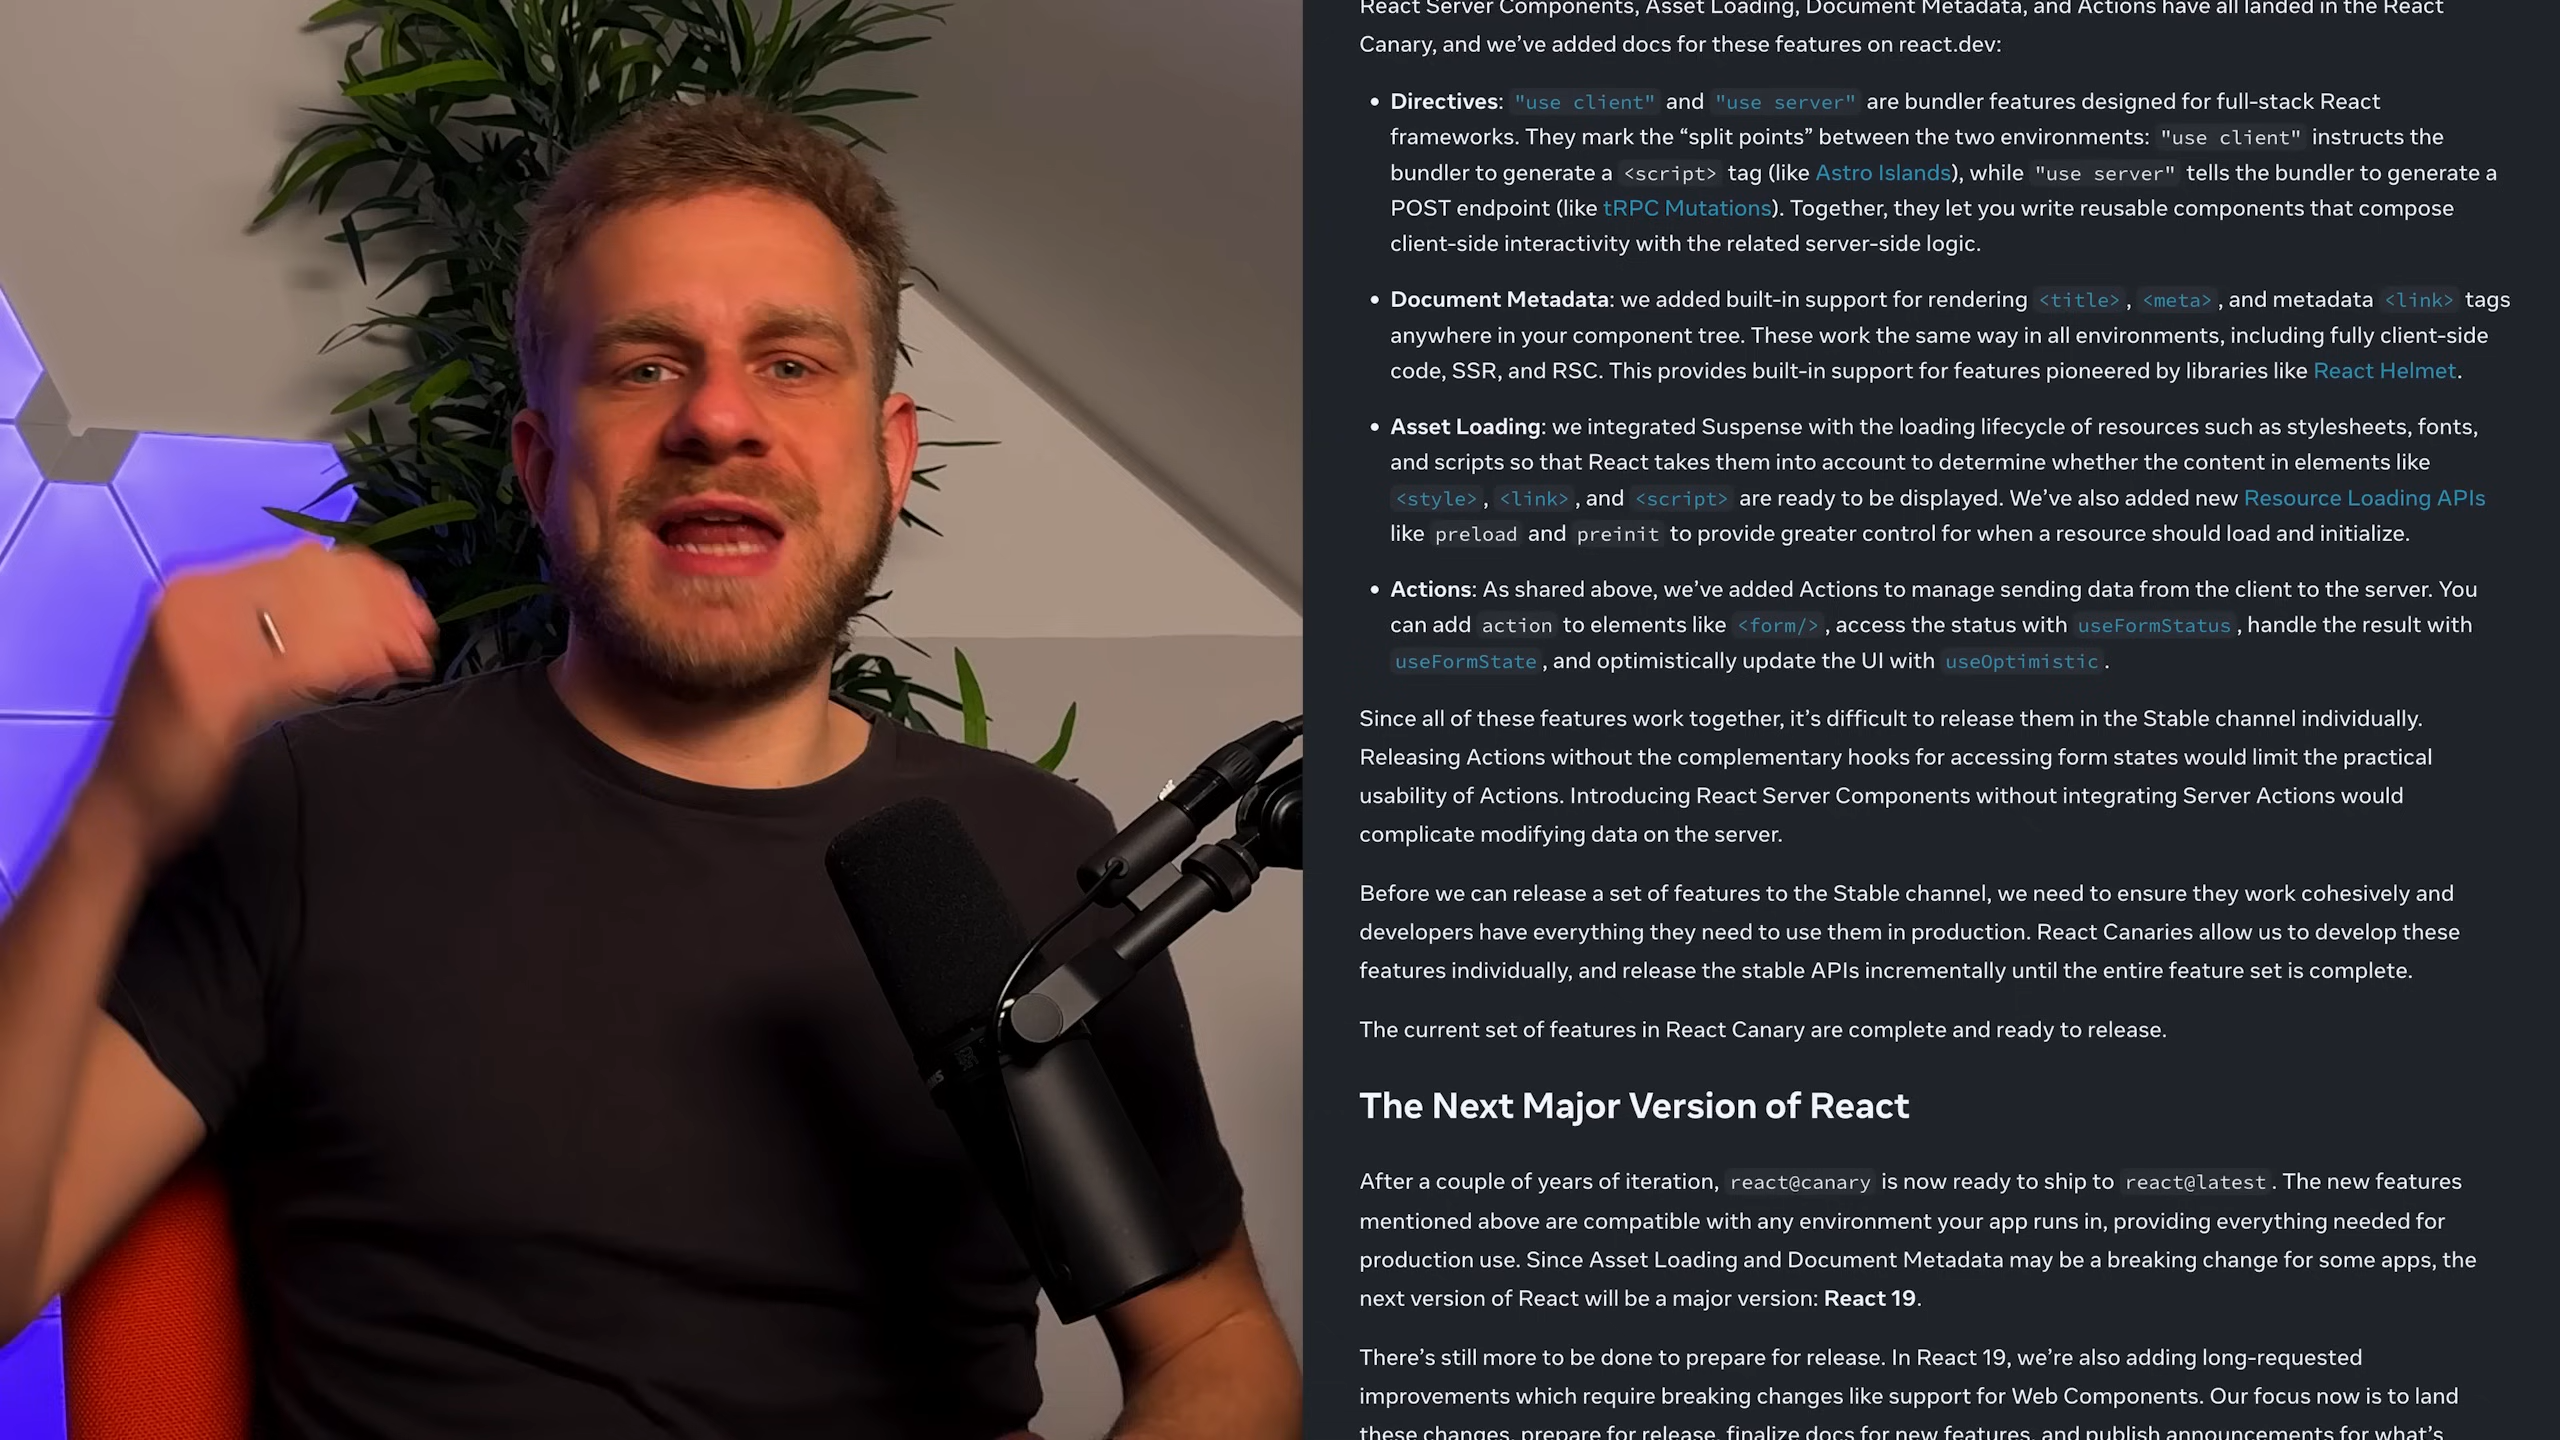 React Server Components, Asset Loading, Document Metadata, and Actions have all landed in the React
Canary, and we’ve added docs for these features on react.dev:
• Directives: "use client" and "use server" are bundler features designed for full-stack React
frameworks. They mark the “split points” between the two environments: "use client" instructs the
bundler to generate a <script> tag (like Astro Islands), while "use server" tells the bundler to generate a
POST endpoint (like tRPC Mutations). Together, they let you write reusable components that compose
client-side interactivity with the related server-side logic.
• Document Metadata: we added built-in support for rendering <title>, <meta>, and metadata <link> tags
anywhere in your component tree. These work the same way in all environments, including fully client-side
code, SSR, and RSC. This provides built-in support for features pioneered by libraries like React Helmet.
• Asset Loading: we integrated Suspense with the loading lifecycle of resources such as stylesheets, fonts,
and scripts so that React takes them into account to determine whether the content in elements like
<style>, <link>, and <script> are ready to be displayed. We’ve also added new Resource Loading APIs
like preload and preinit to provide greater control for when a resource should load and initialize.
• Actions: As shared above, we’ve added Actions to manage sending data from the client to the server. You
can add action to elements like <form/>, access the status with useFormStatus, handle the result with
useFormState, and optimistically update the UI with useOptimistic.
Since all of these features work together, it’s difficult to release them in the Stable channel individually.
Releasing Actions without the complementary hooks for accessing form states would limit the practical
usability of Actions. Introducing React Server Components without integrating Server Actions would
complicate modifying data on the server.
Before we can release a set of features to the Stable channel, we need to ensure they work cohesively and
developers have everything they need to use them in production. React Canaries allow us to develop these
features individually, and release the stable APIs incrementally until the entire feature set is complete.
The current set of features in React Canary are complete and ready to release.
The Next Major Version of React
After a couple of years of iteration, react@canary is now ready to ship to react@latest. The new features
mentioned above are compatible with any environment your app runs in, providing everything needed for
production use. Since Asset Loading and Document Metadata may be a breaking change for some apps, the
next version of React will be a major version: React 19.
There’s still more to be done to prepare for release. In React 19, we’re also adding long-requested
improvements which require breaking changes like support for Web Components. Our focus now is to land
these changes, prepare for release, finalize docs for new features, and publish announcements for what’s